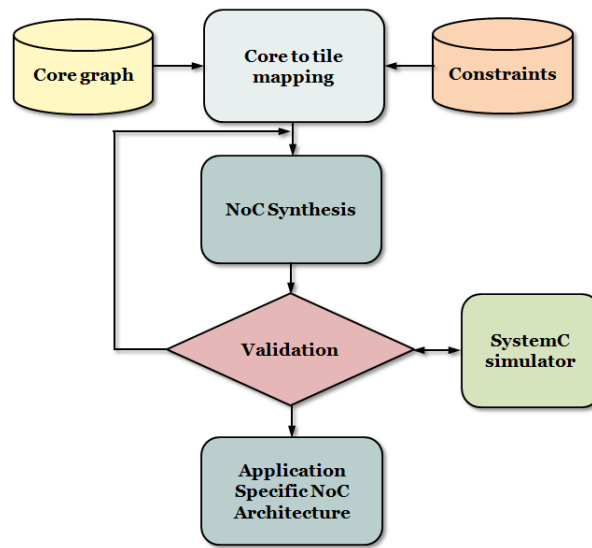 Core graph
Core to tile
mapping
Constraints
NoC Synthesis
Validation
SystemC
simulator
Application
Specific NoC
Architecture